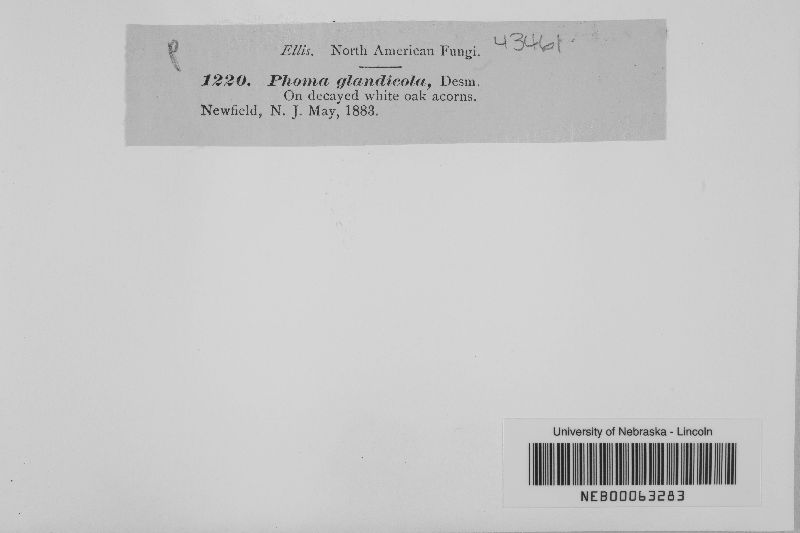 P
Ellis. North American Fungi. 43461
1220. Phoma glandicola, Desm.
On decayed white oak acorns.
Newfield, N. J. May, 1883.
University of Nebraska - Lincoln
NEB00063283